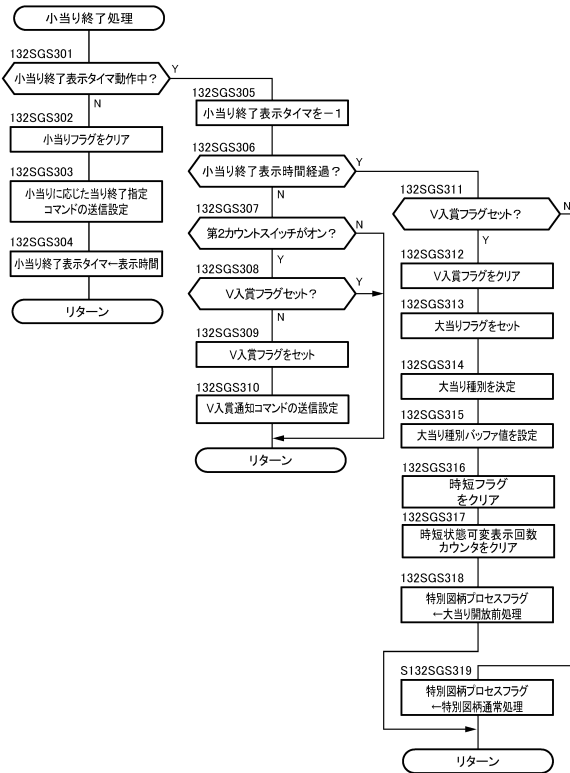 小当り終了処理
132SGS301
小当り終了表示タイマ動作中？
Y
N
132SGS302
小当りフラグをクリア
132SGS303
小当りに応じた当り終了指定
コマンドの送信設定
132SGS304
小当り終了表示タイマ←表示時間
リターン
132SGS305
小当り終了表示タイマを－１
132SGS306
小当り終了表示時間経過？
Y
N
132SGS307
第2カウントスイッチがオン？
N
Y
132SGS308
V入賞フラグセット？
Y
N
132SGS309
V入賞フラグをセット
132SGS310
V入賞通知コマンドの送信設定
リターン
132SGS311
V入賞フラグセット？
N
Y
132SGS312
V入賞フラグをクリア
132SGS313
大当りフラグをセット
132SGS314
大当り種別を決定
132SGS315
大当り種別バッファ値を設定
132SGS316
時短フラグ
をクリア
132SGS317
時短状態可変表示回数
カウンタをクリア
132SGS318
特別図柄プロセスフラグ
←大当り開放前処理
S132SGS319
特別図柄プロセスフラグ
←特別図柄通常処理
リターン